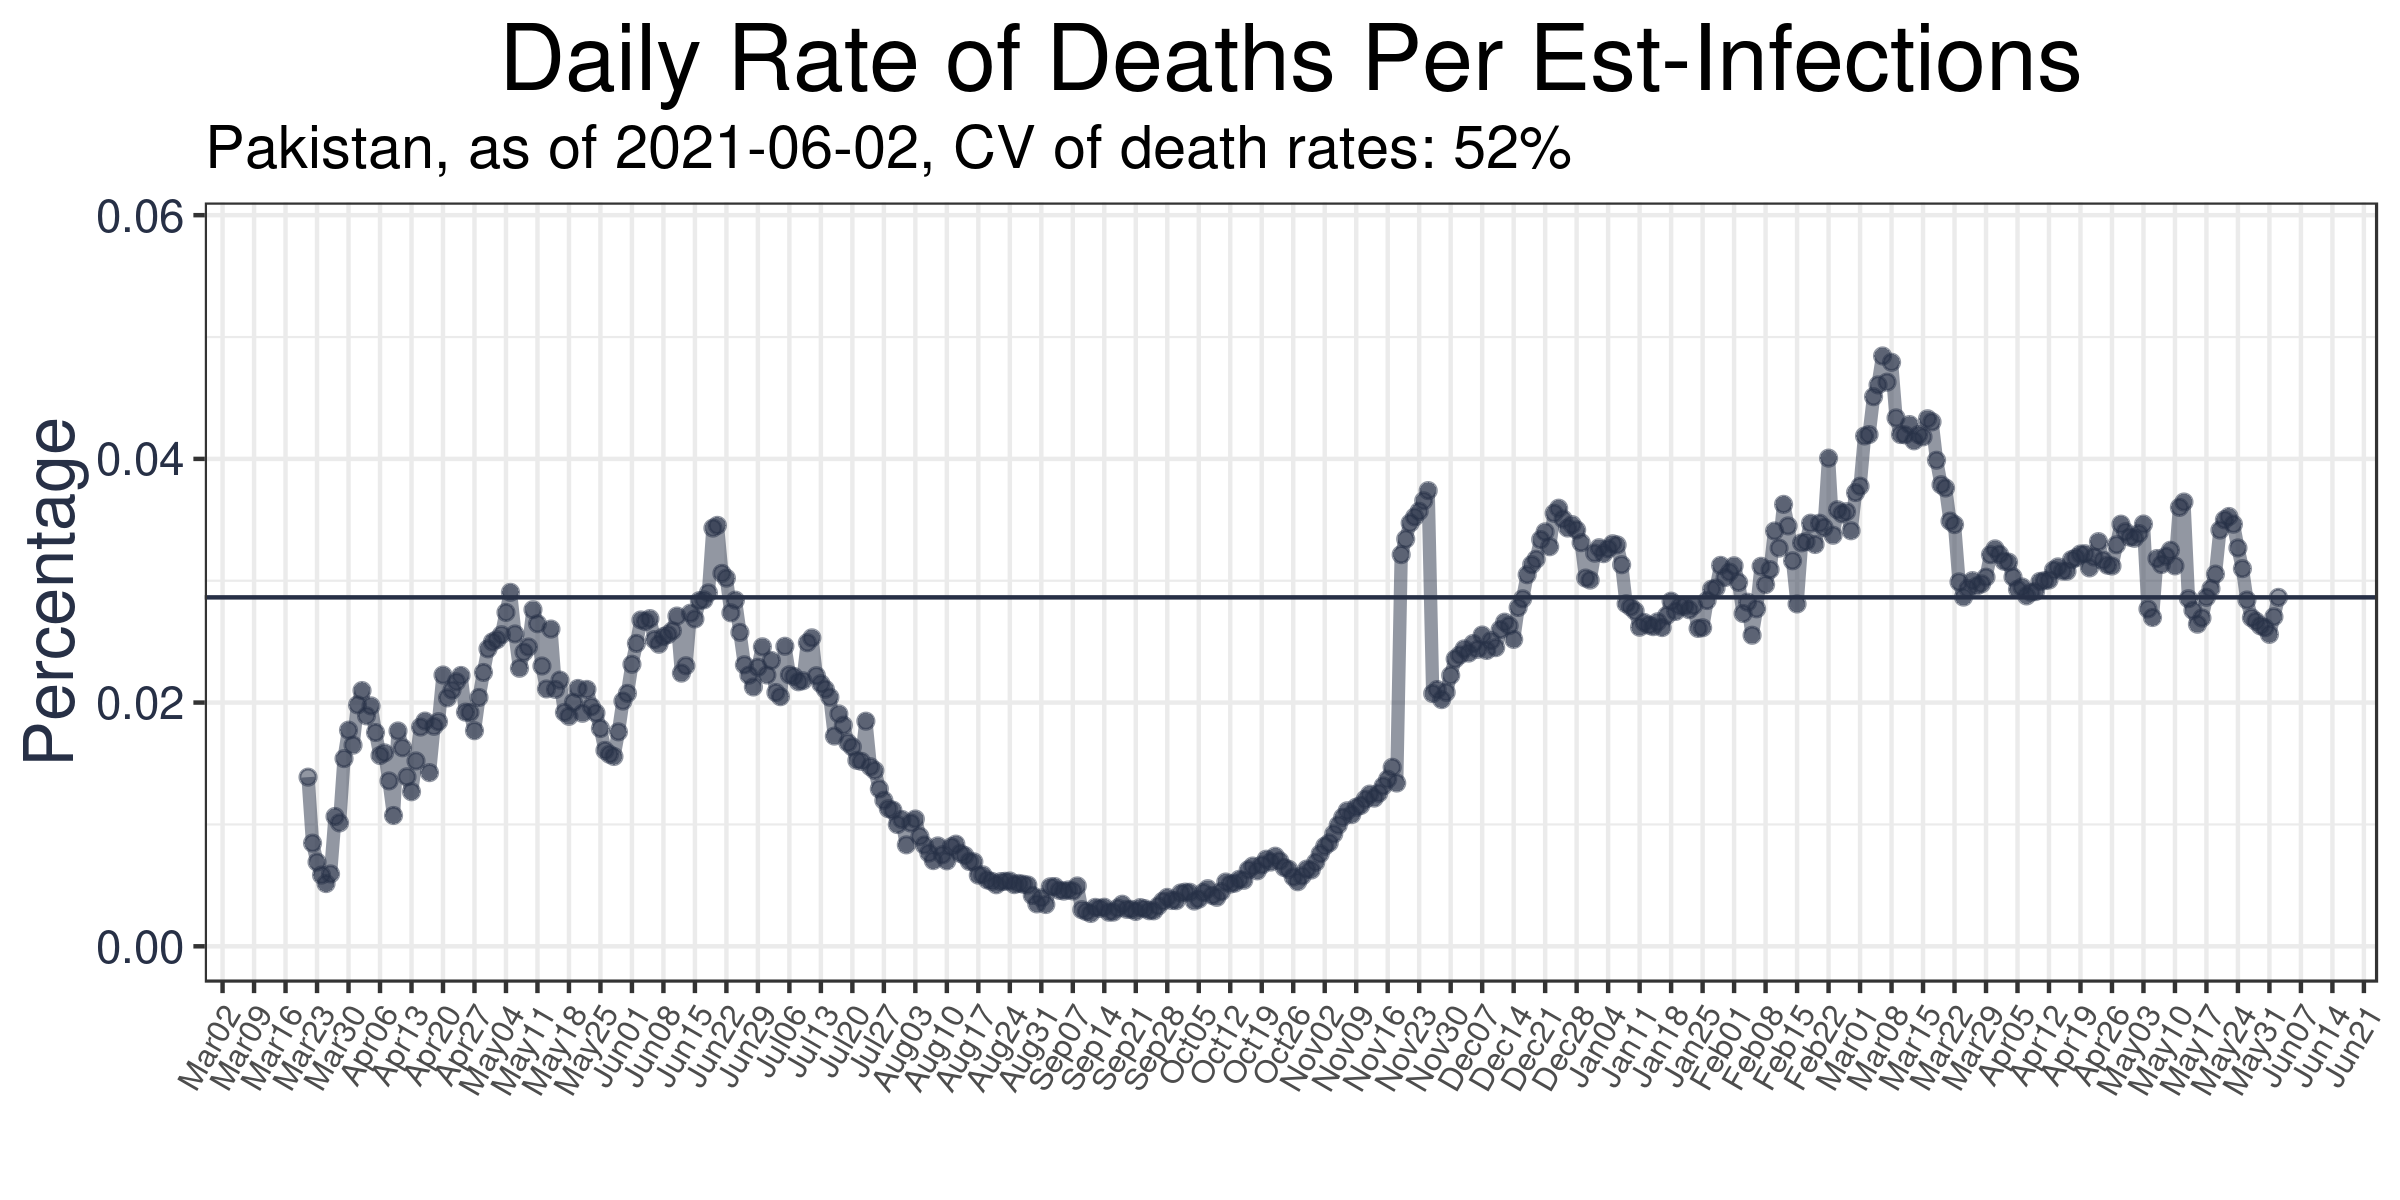 Daily Rate of Deaths Per Est-Infections
Pakistan, as of 2021-06-02, CV of death rates: 52%
Percentage
0.06
0.04
0.02
0.00
Mar02
Mar09
Mar16
Mar23
Mar30
Apr06
Apr13
Apr20
Apr27
May04
May11
May18
May25
Jun01
Jun08
Jun15
Jun22
Jun29
Jul06
Jul13
Jul20
Jul27
Aug03
Aug10
Aug17
Aug24
Aug31
Sep07
Sep14
Sep21
Sep28
Oct05
Oct12
Oct19
Oct26
Nov02
Nov09
Nov16
Nov23
Nov30
Dec07
Dec14
Dec21
Dec28
Jan04
Jan11
Jan18
Jan25
Feb01
Feb08
Feb15
Feb22
Mar01
Mar08
Mar15
Mar22
Mar29
Apr05
Apr12
Apr19
Apr26
May03
May10
May17
May24
May31
Jun07
Jun14
Jun21